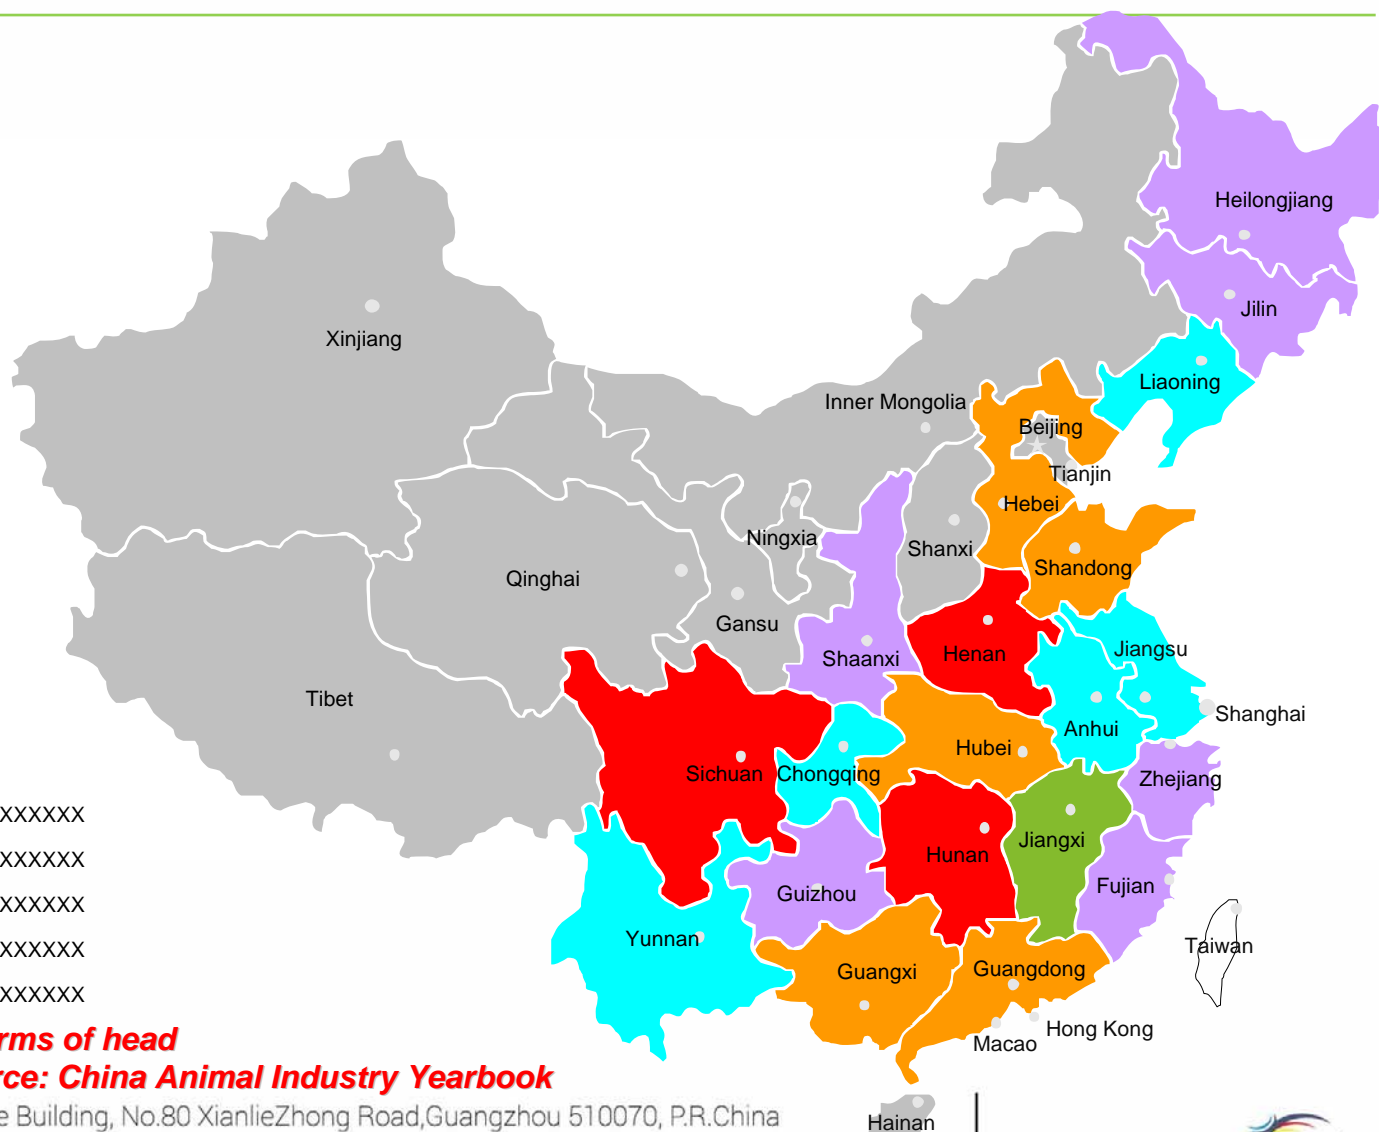 Heilongjiang
Jilin
Xinjiang
Liaoning
Inner Mongolia
Beijing
Tianjin
Hebei
Ningxia
Shanxi
Shandong
Qinghai
Gansu
Shaanxi
Henan
Jiangsu
Tibet
Shanghai
Anhui
Hubei
Sichuan
Chongqing
Zhejiang
XXXXXX
Jiangxi
Hunan
XXXXXX
Fujian
Guizhou
XXXXXX
Yunnan
Taiwan
XXXXXX
Guangxi
Guangdong
XXXXXX
Hong Kong
Macao
rms of head
rce: China Animal Industry Yearbook
e Building, No.80 XianlieZhong Road,Guangzhou 510070, P.R.China
Hainan